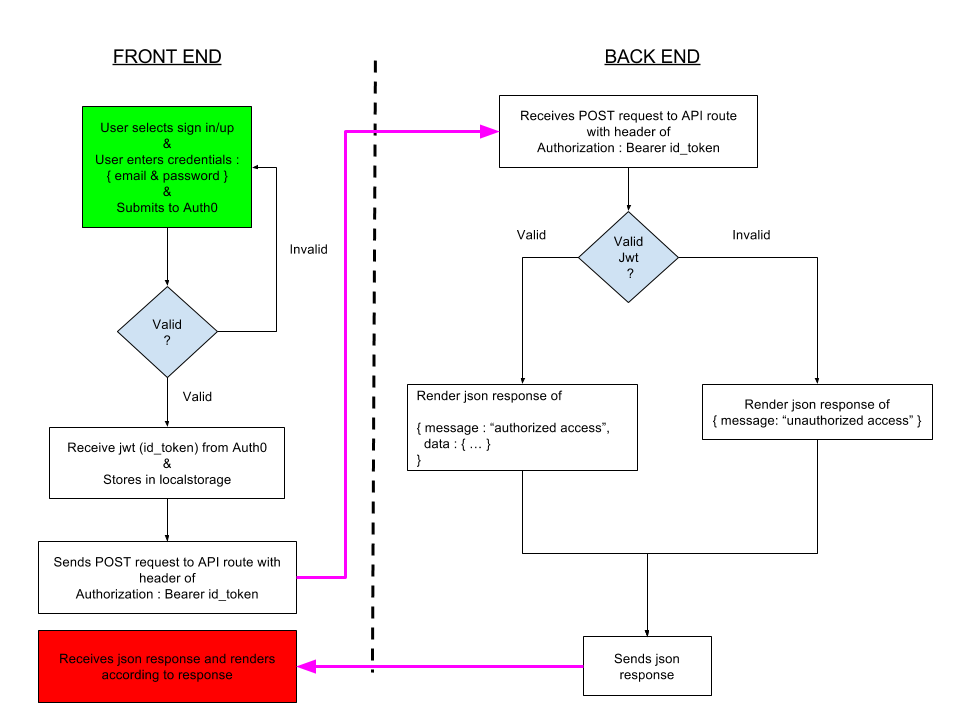 FRONT END
User selects sign in/up
&
User enters credentials :
{ email & password }
&
Submits to Auth0
Invalid
Valid
?
Valid
Receive jwt (id_token) from Auth0
&
Stores in localstorage
Sends POST request to API route with
header of
Authorization : Bearer id_token
Receives json response and renders
according to response
BACK END
Receives POST request to API route
with header of
Authorization : Bearer id_token
Valid
Jwt
?
Valid
Invalid
Render json response of
{ message : “authorized access”,
data : { … }
}
Render json response of
{ message: “unauthorized access” }
Sends json
response